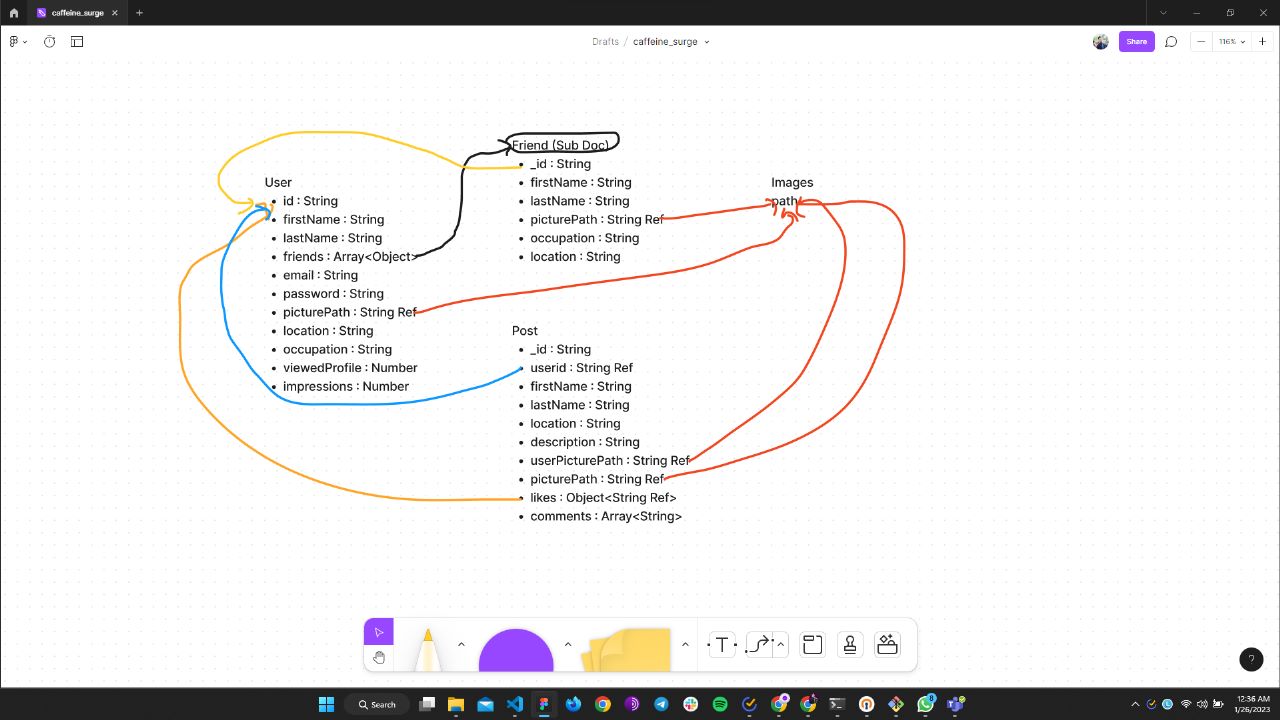 caffeine_surge
Drafts / caffeine_surge
Share
116%
Friend (Sub Doc)
_id : String
firstName : String
lastName : String
picturePath : String Ref
occupation : String
location : String
User
id : String
firstName : String
lastName : String
friends : Array<Object>
email : String
password : String
picturePath : String Ref
location : String
occupation : String
viewedProfile : Number
impressions : Number
Images
path
Post
_id : String
userid : String Ref
firstName : String
lastName : String
location : String
description : String
userPicturePath : String Ref
picturePath : String Ref
likes : Object<String Ref>
comments : Array<String>
T
?
Search
8
12:36 AM
1/26/2023